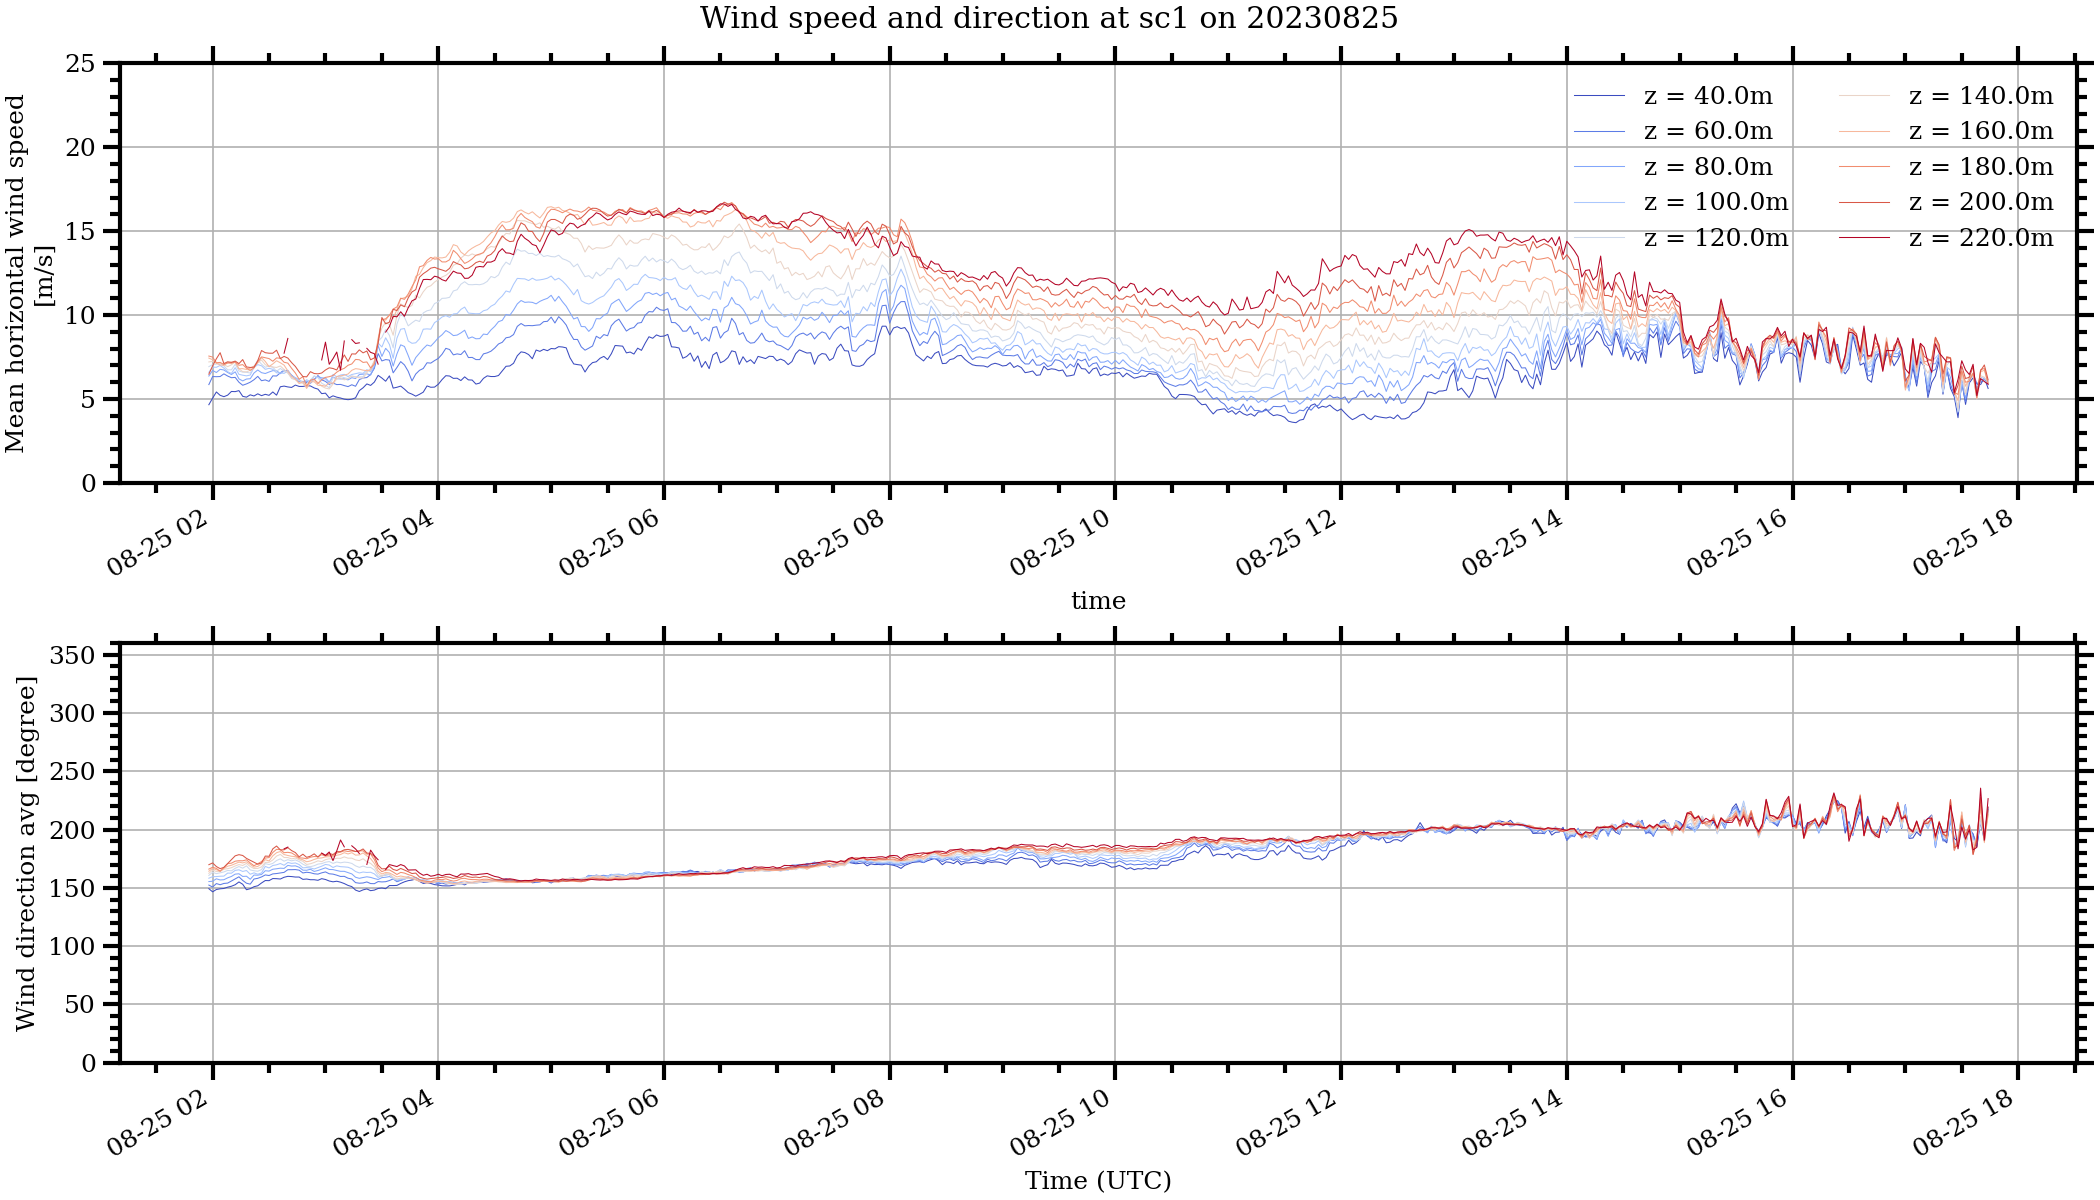 Wind speed and direction at sc1 on 20230825
Mean horizontal wind speed
[m/s]
25
20
15
10
5
0
z = 40.0m
z = 60.0m
z = 80.0m
z = 100.0m
z = 120.0m
z = 140.0m
z = 160.0m
z = 180.0m
z = 200.0m
z = 220.0m
08-25 02
08-25 04
08-25 06
08-25 08
08-25 10
08-25 12
08-25 14
08-25 16
08-25 18
time
Wind direction avg [degree]
350
300
250
200
150
100
50
0
08-25 02
08-25 04
08-25 06
08-25 08
08-25 10
08-25 12
08-25 14
08-25 16
08-25 18
Time (UTC)